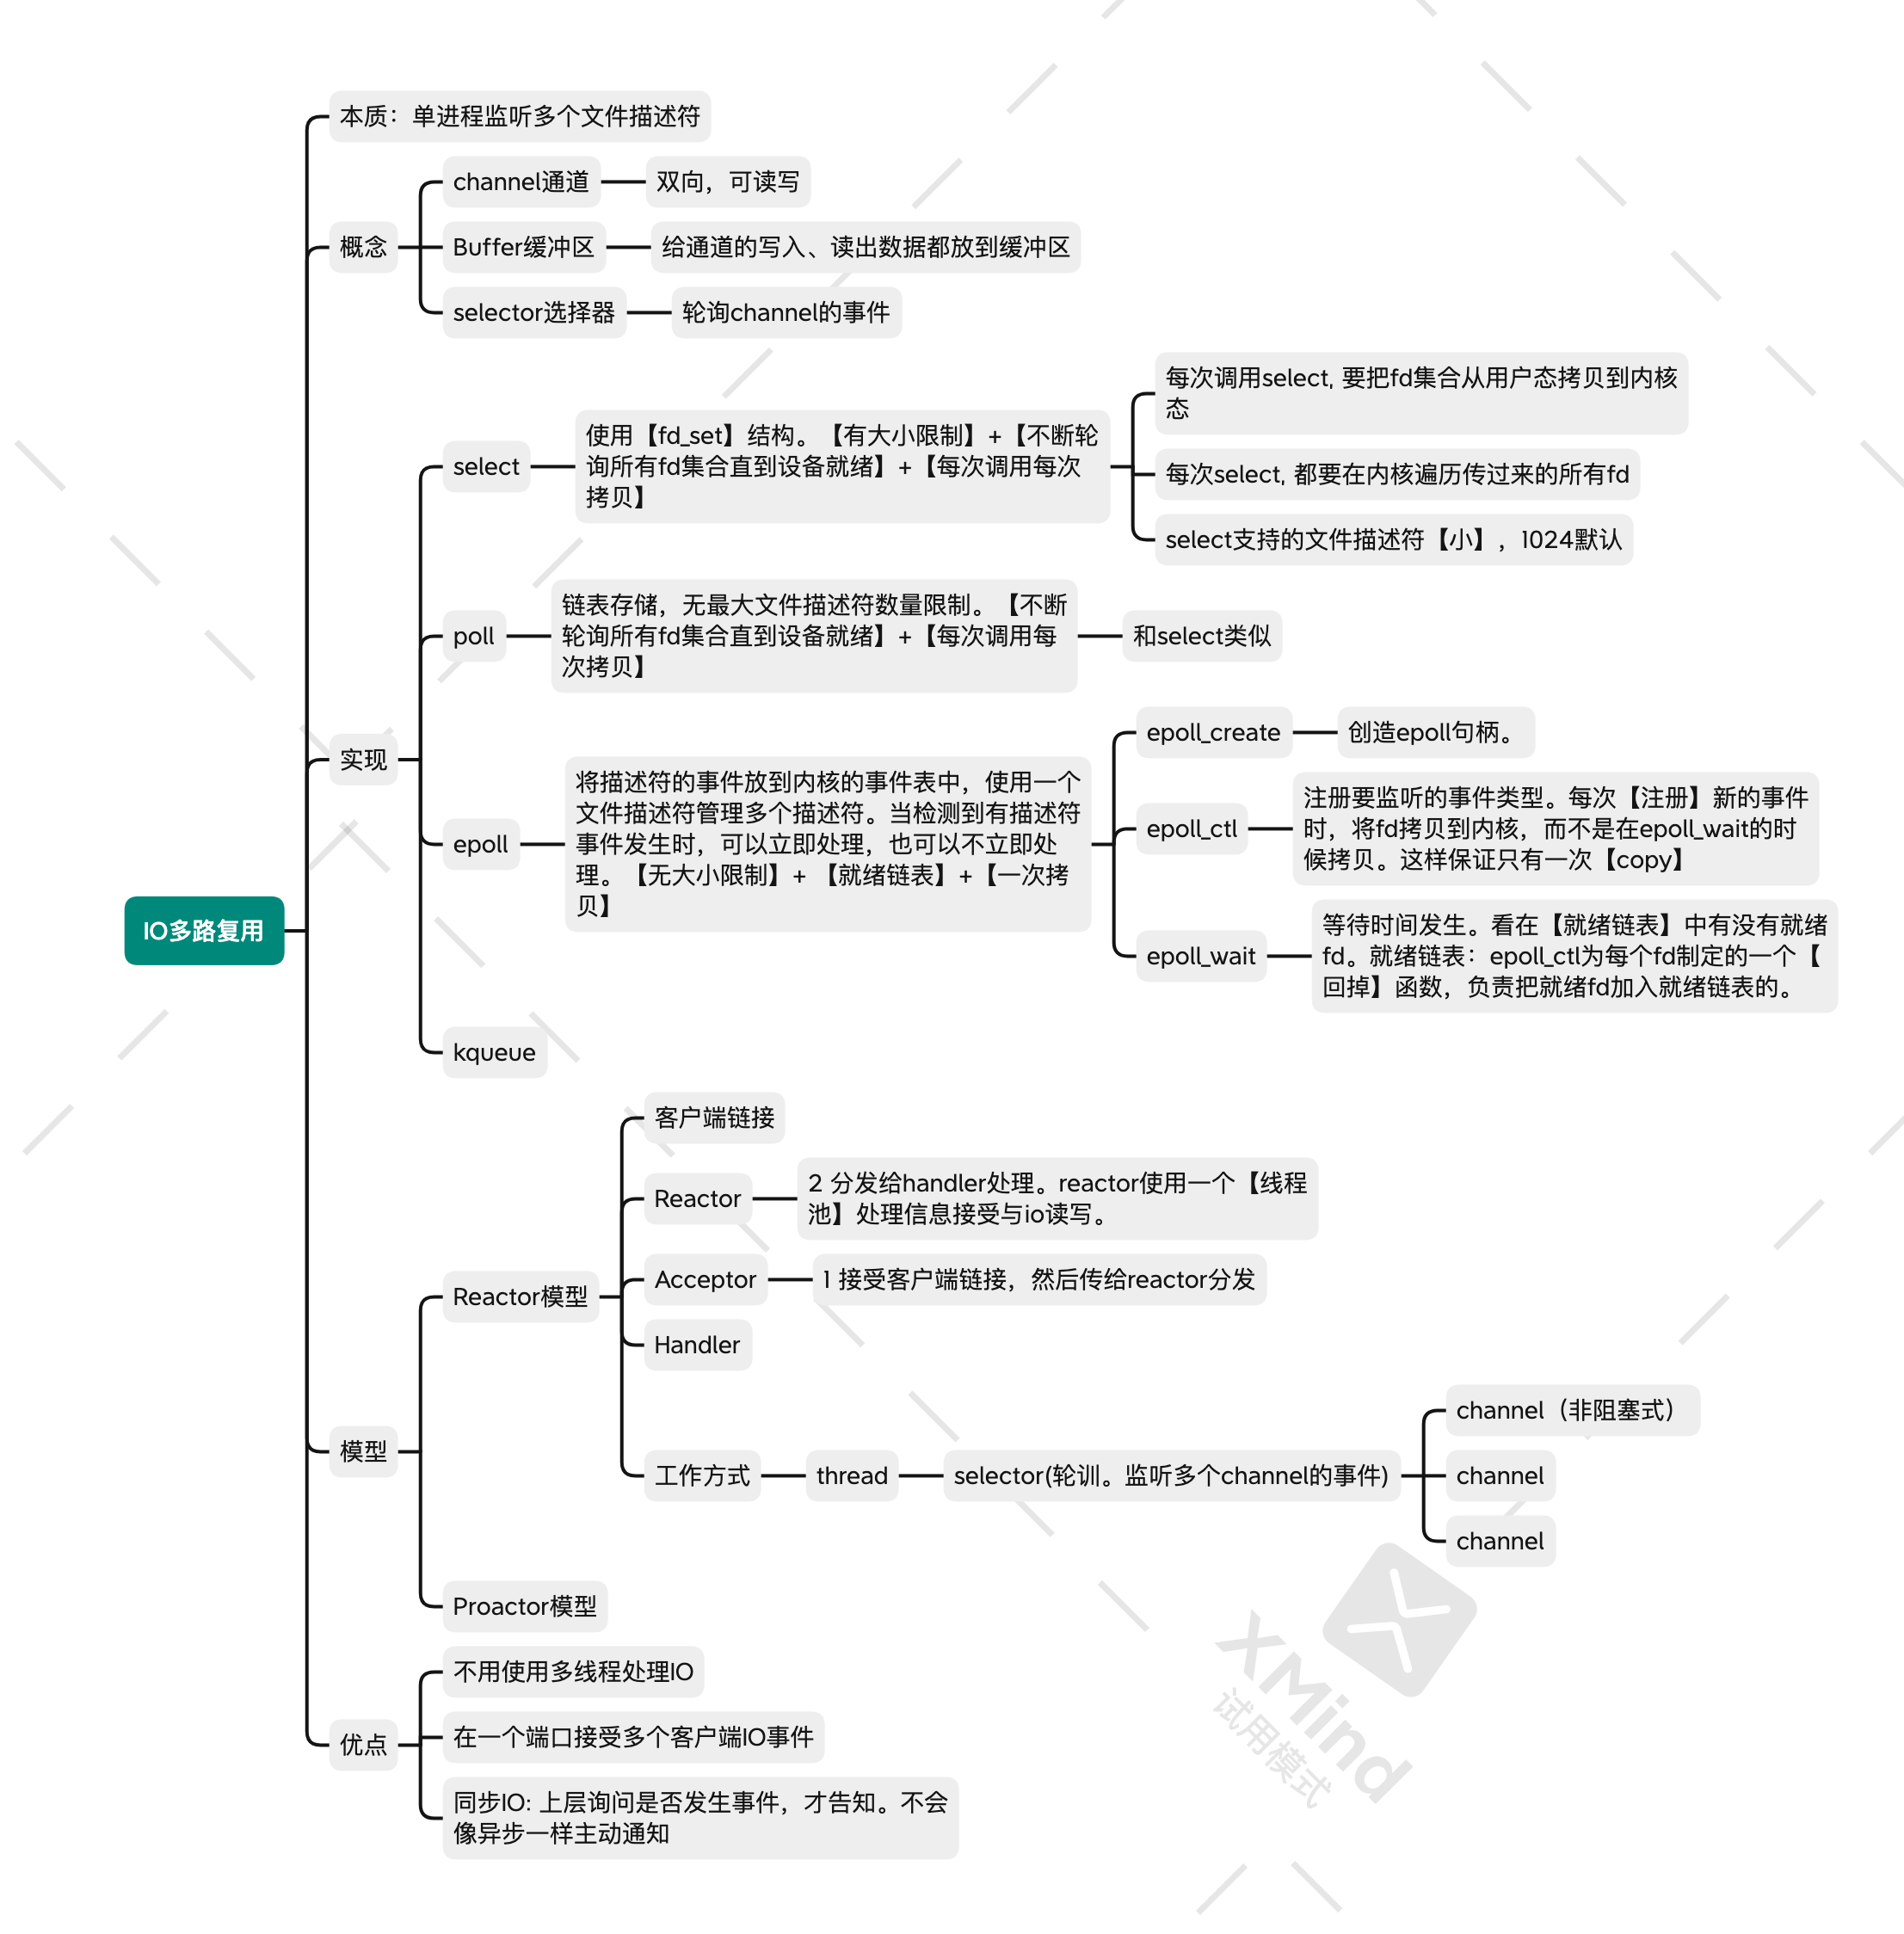 IO多路复用
本质：单进程监听多个文件描述符
概念
channel通道
双向，可读写
Buffer缓冲区
给通道的写入、读出数据都放到缓冲区
selector选择器
轮询channel的事件
实现
select
使用【fd_set】结构。【有大小限制】+【不断轮
询所有fd集合直到设备就绪】+【每次调用每次
拷贝】
每次调用select, 要把fd集合从用户态拷贝到内核
态
每次select, 都要在内核遍历传过来的所有fd
select支持的文件描述符【小】，1024默认
poll
链表存储，无最大文件描述符数量限制。【不断
轮询所有fd集合直到设备就绪】+【每次调用每
次拷贝】
和select类似
epoll
将描述符的事件放到内核的事件表中，使用一个
文件描述符管理多个描述符。当检测到有描述符
事件发生时，可以立即处理，也可以不立即处
理。【无大小限制】+ 【就绪链表】+【一次拷
贝】
epoll_create
创造epoll句柄。
epoll_ctl
注册要监听的事件类型。每次【注册】新的事件
时，将fd拷贝到内核，而不是在epoll_wait的时
候拷贝。这样保证只有一次【copy】
epoll_wait
等待时间发生。看在【就绪链表】中有没有就绪
fd。就绪链表：epoll_ctl为每个fd制定的一个【
回掉】函数，负责把就绪fd加入就绪链表的。
kqueue
模型
Reactor模型
客户端链接
Reactor
2 分发给handler处理。reactor使用一个【线程
池】处理信息接受与io读写。
Acceptor
1 接受客户端链接，然后传给reactor分发
Handler
工作方式
thread
selector(轮训。监听多个channel的事件)
channel（非阻塞式）
channel
channel
Proactor模型
优点
不用使用多线程处理IO
在一个端口接受多个客户端IO事件
同步IO: 上层询问是否发生事件，才告知。不会
像异步一样主动通知
XMind
试用模式